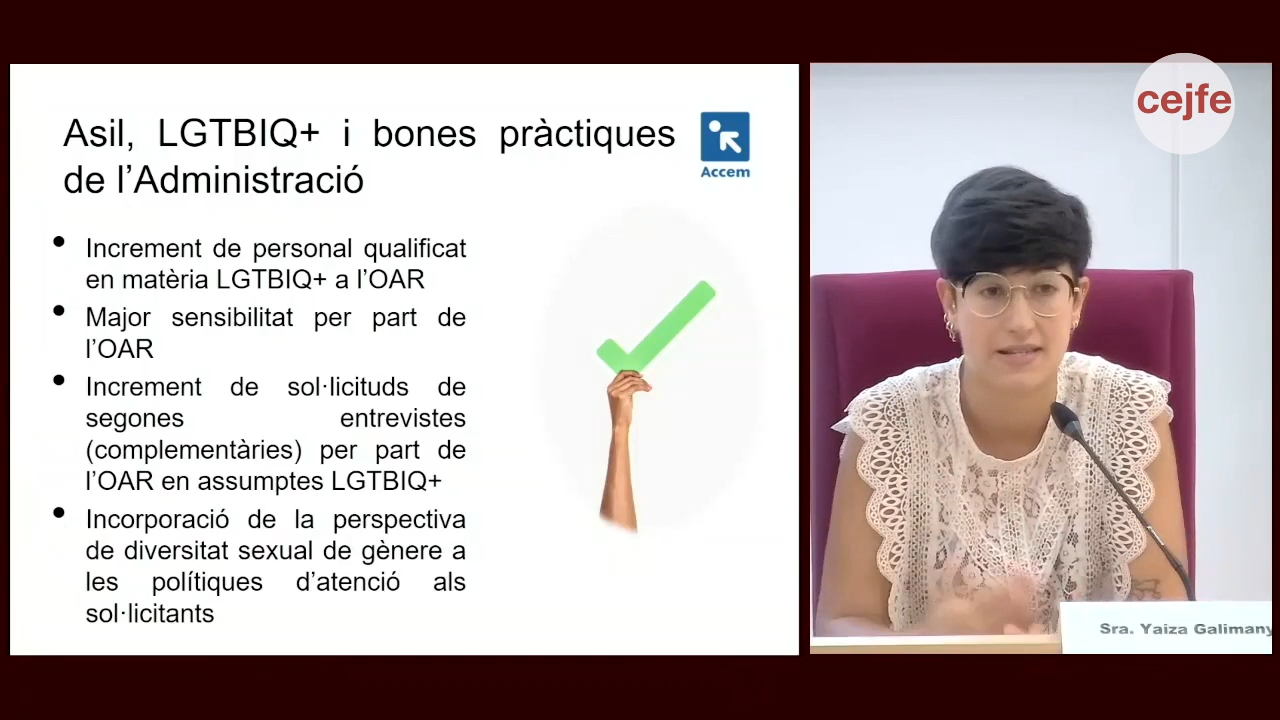 Asil, LGTBIQ+ i bones pràctiques
de l’Administració
Accem
• Increment de personal qualificat
en matèria LGTBIQ+ a l’OAR
• Major sensibilitat per part de
l’OAR
• Increment de sol·licituds de
segones entrevistes
(complementàries) per part de
l’OAR en assumptes LGTBIQ+
• Incorporació de la perspectiva
de diversitat sexual de gènere a
les polítiques d’atenció als
sol·licitants
cejfe
Sra. Yaiza Galimany